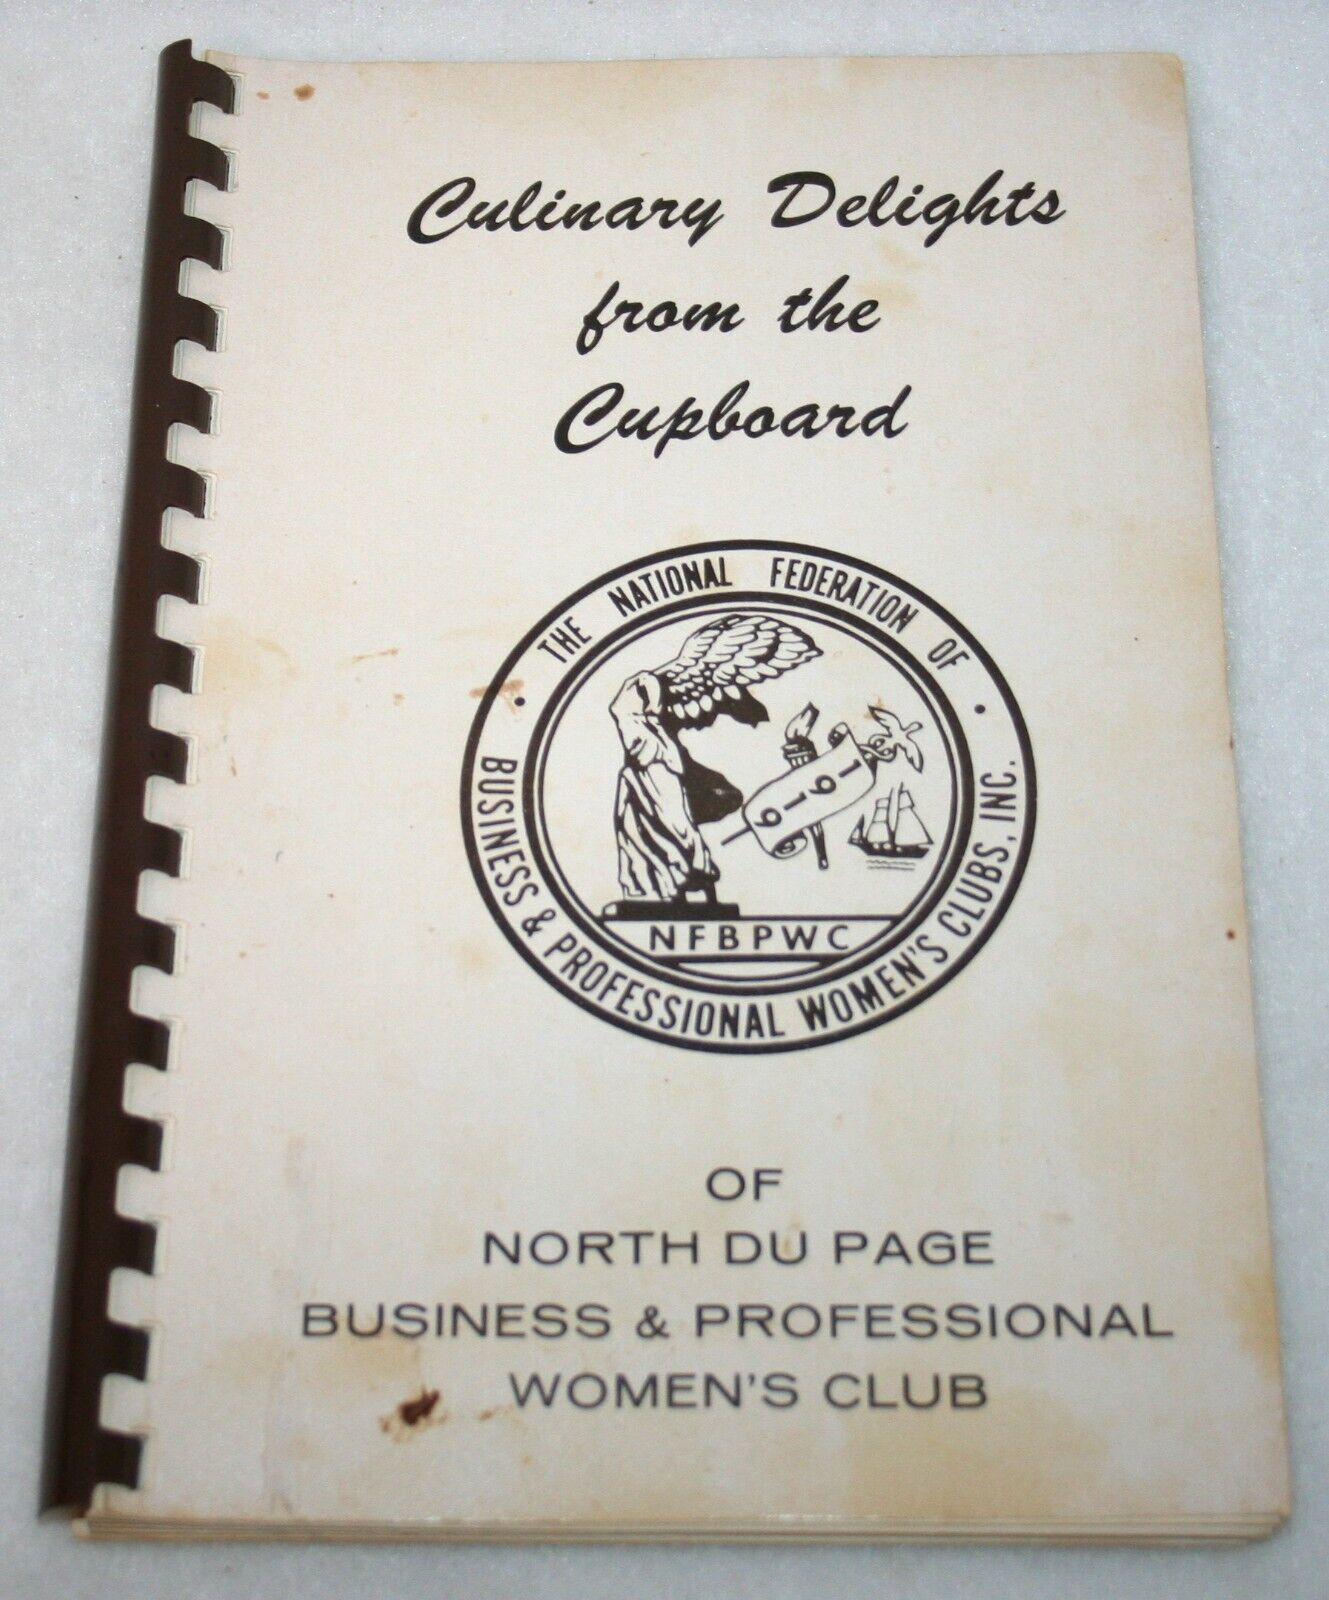 Culinary Delights
from the
Cupboard
THE NATIONAL FEDERATION OF
BUSINESS & PROFESSIONAL WOMEN'S CLUBS, INC.
1919
NFBPWC
OF
NORTH DU PAGE
BUSINESS & PROFESSIONAL
WOMEN'S CLUB